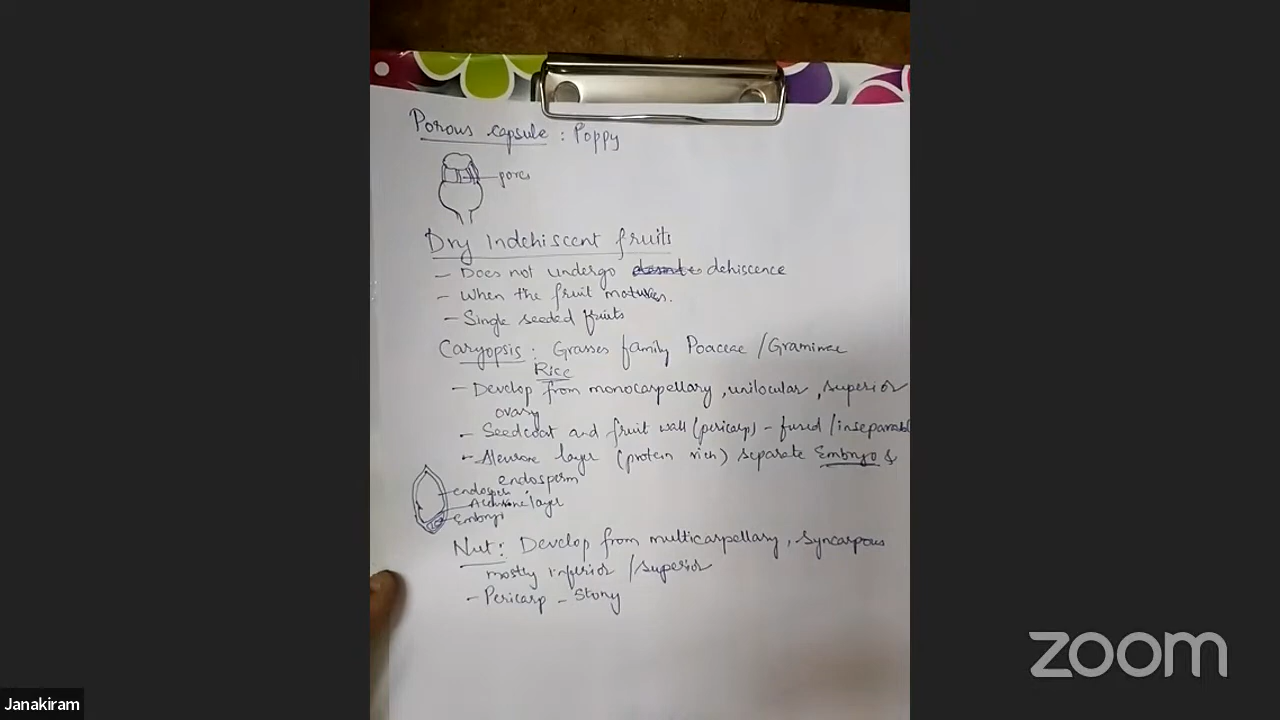 Porous capsule : Poppy
pores
Dry Indehiscent fruits
- Does not undergo dehiscence
- When the fruit matures.
- Single seeded fruits
Caryopsis : Grasses family Poaceae / Graminae
Rice
- Develop from monocarpellary, unilocular, superior
ovary
- Seedcoat and fruit wall (pericarp) - fused / inseparabl
- Aleurone layer (protein rich) separate Embryo &
endosperm
endosperm
Aleurone layer
Embryo
Nut : Develop from multicarpellary, syncarpous
mostly inferior / superior
- Pericarp - Stony
zoom
Janakiram